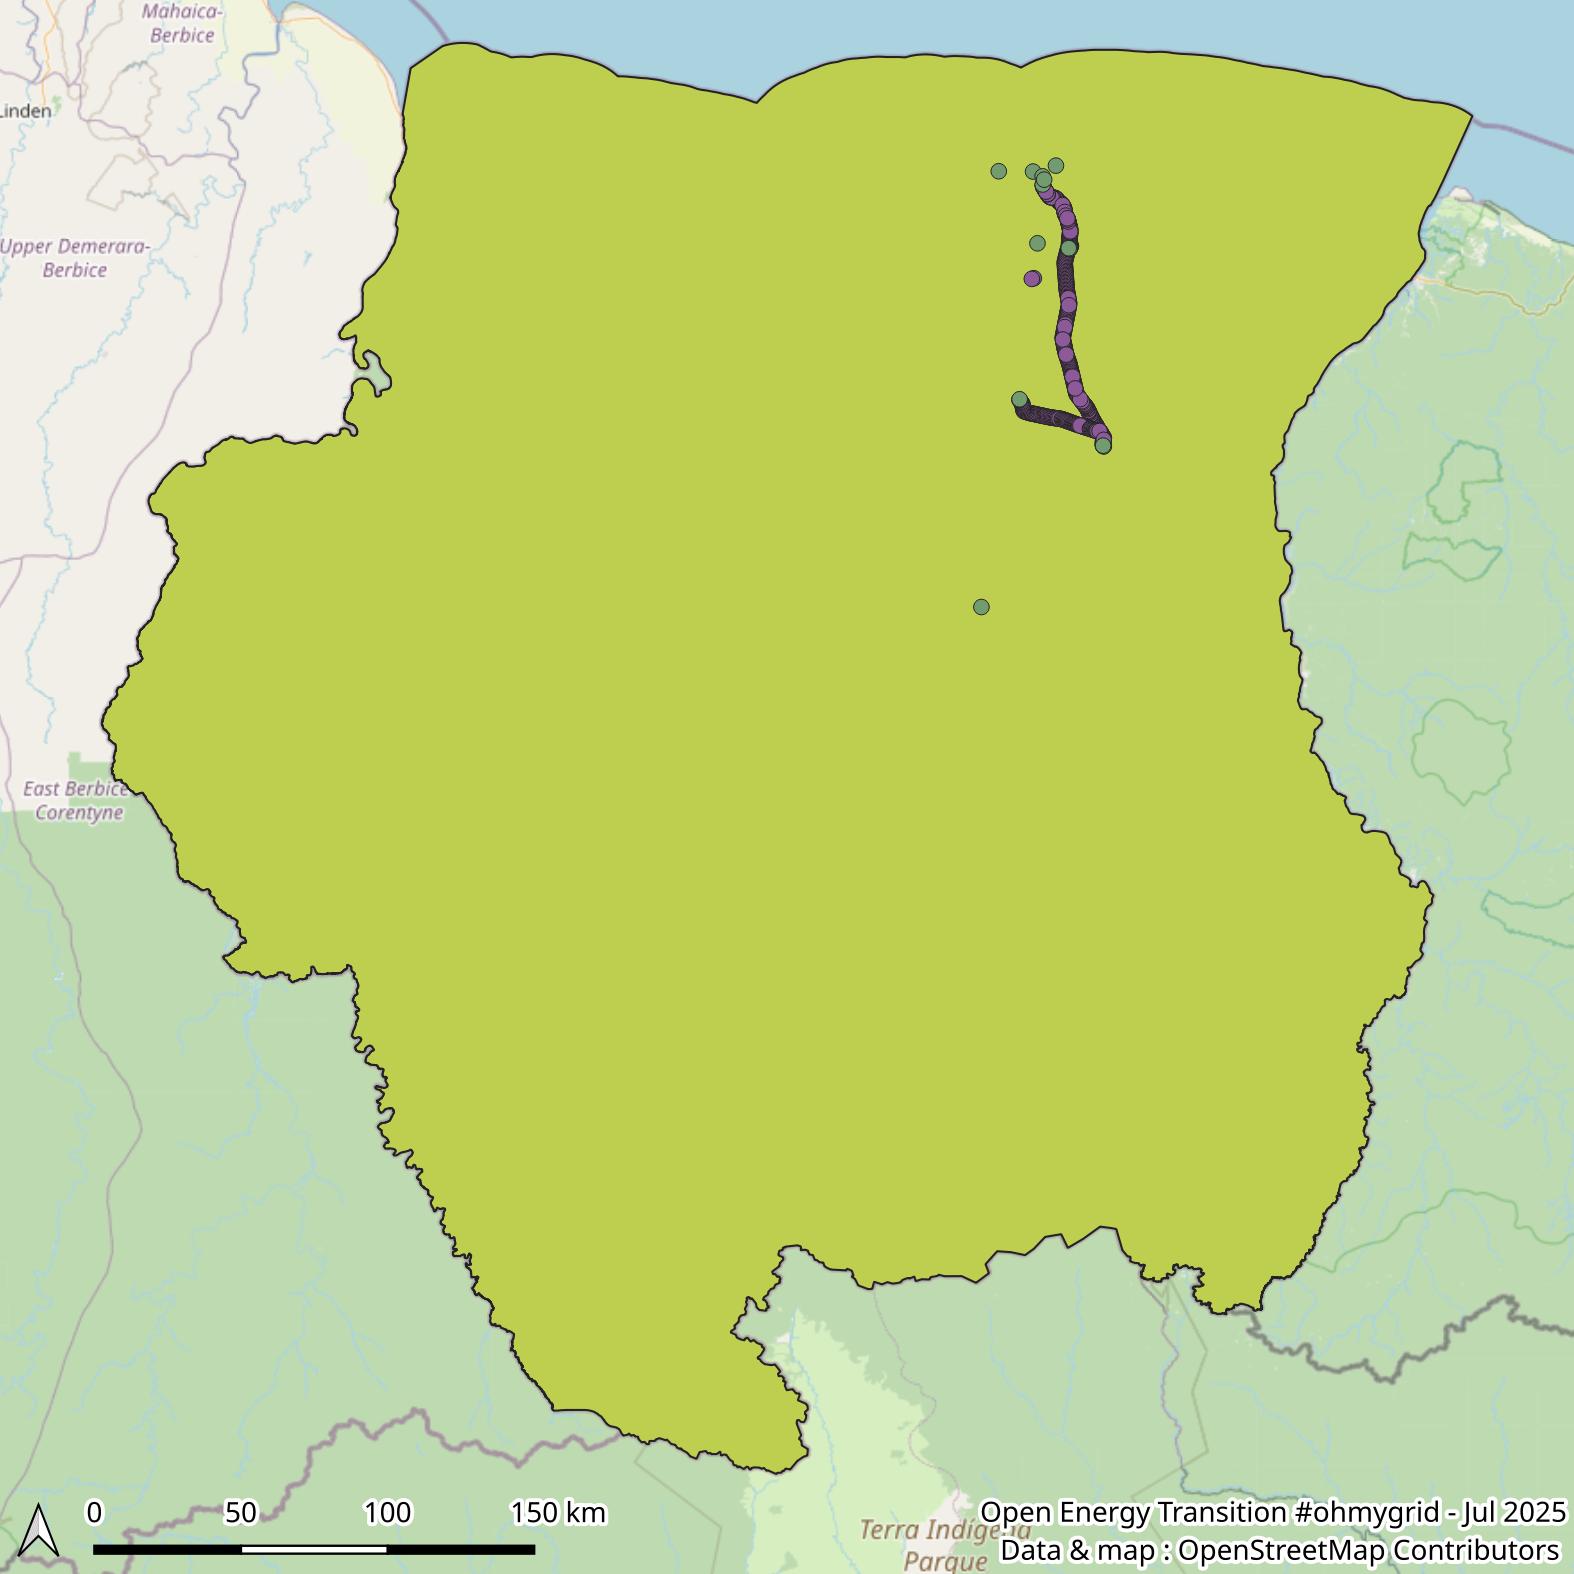 Mahaica-
Berbice
Linden
Upper Demerara-
Berbice
East Berbice-
Corentyne
0 50 100 150 km
Open Energy Transition #ohmygrid - Jul 2025
Data & map : OpenStreetMap Contributors
Terra Indígena
Parque